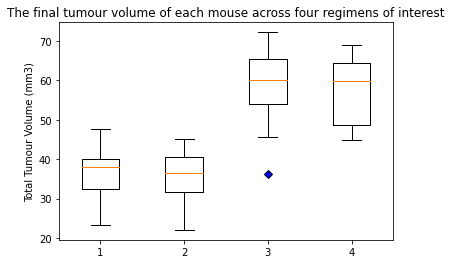 The final tumour volume of each mouse across four regimens of interest
70
60
50
40
30
20
Total Tumour Volume (mm3)
1 2 3 4